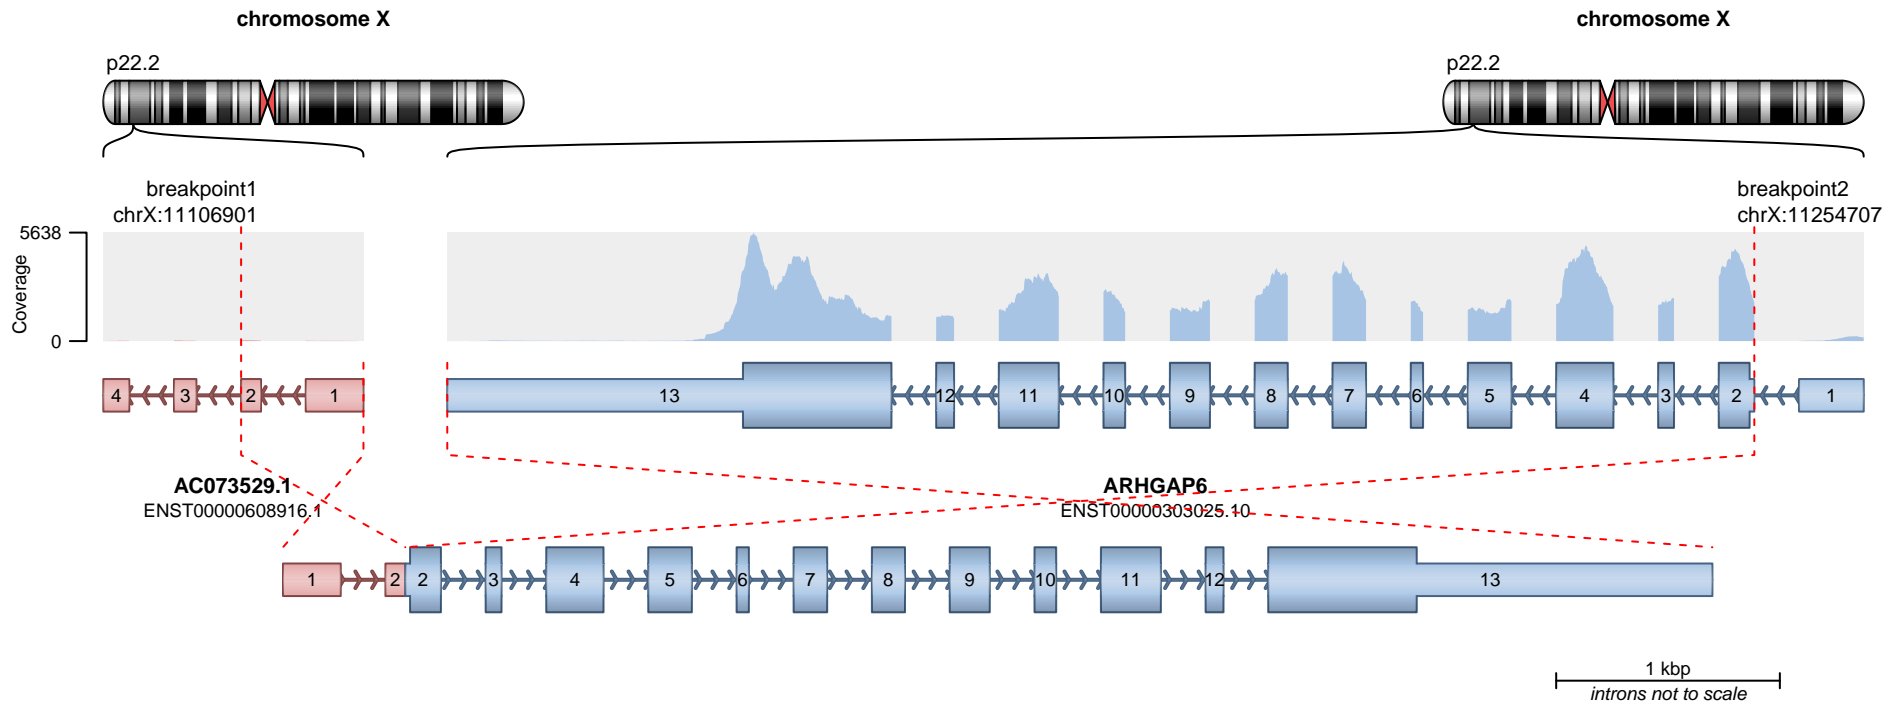 chromosome X
chromosome X
p22.2
p22.2
breakpoint1
chrX:11106901
breakpoint2
chrX:11254707
5638
Coverage
0
4 3 2 1
13 12 11 10 9 8 7 6 5 4 3 2 1
AC073529.1
ENST00000608916.1
ARHGAP6
ENST00000303025.10
1 2 2 3 4 5 6 7 8 9 10 11 12 13
1 kbp
introns not to scale